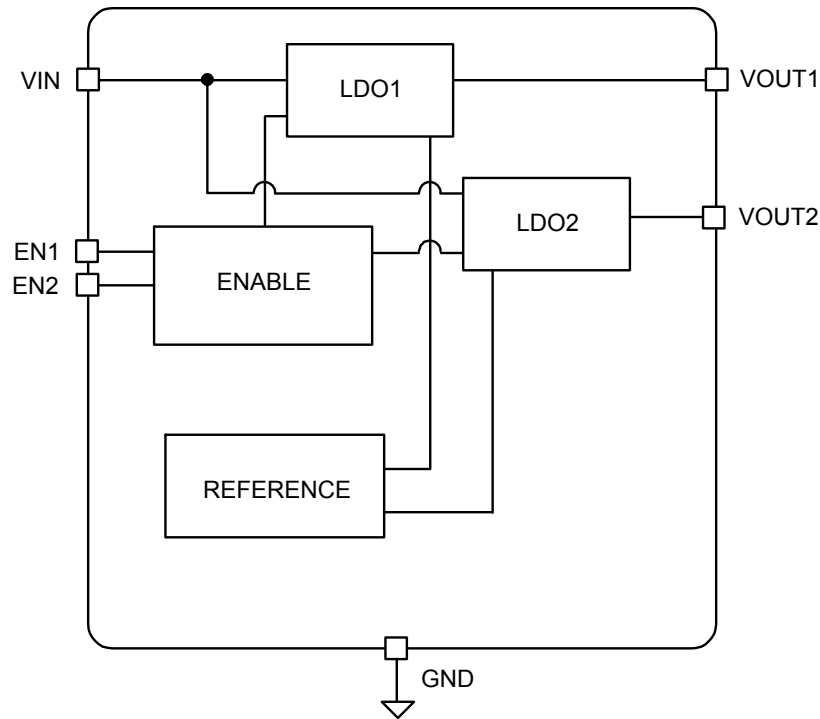 VIN
LDO1
VOUT1
LDO2
VOUT2
EN1
EN2
ENABLE
REFERENCE
GND